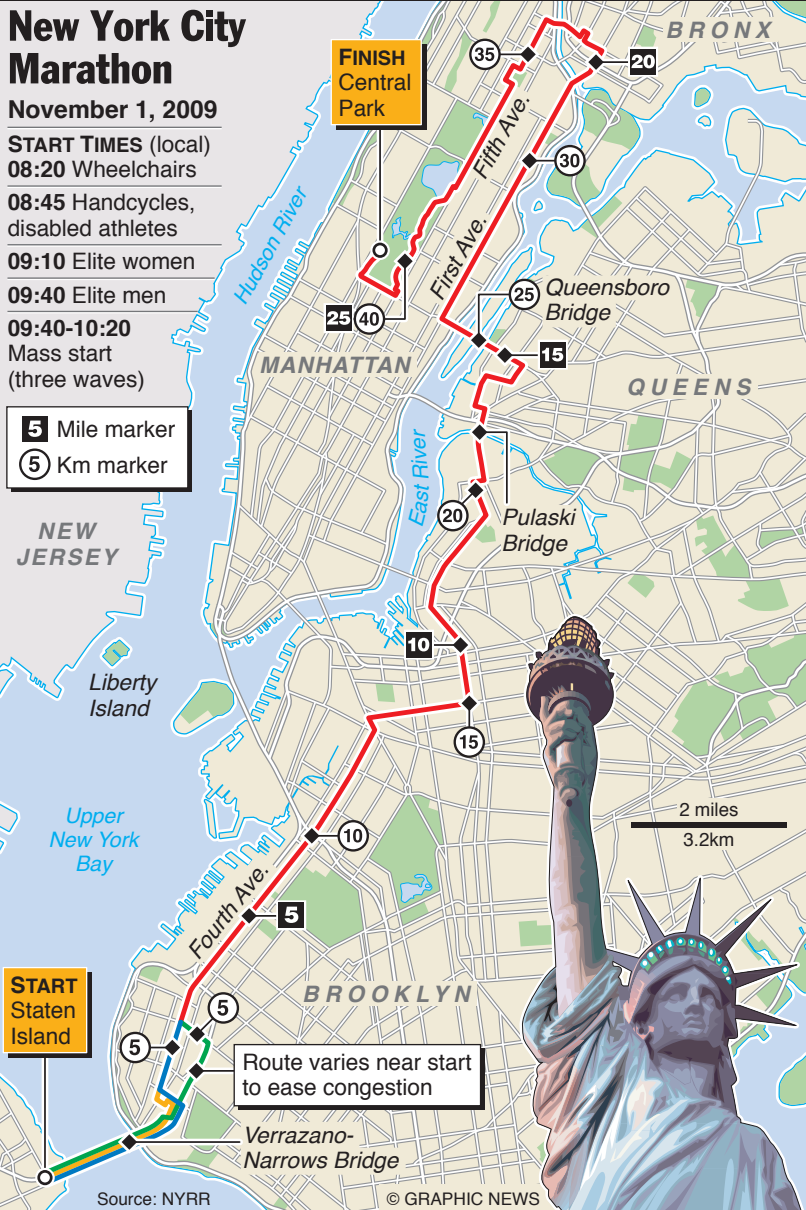 New York City
Marathon
November 1, 2009
START TIMES (local)
08:20 Wheelchairs
08:45 Handcycles,
disabled athletes
09:10 Elite women
09:40 Elite men
09:40-10:20
Mass start
(three waves)
5 Mile marker
5 Km marker
FINISH
Central
Park
BRONX
35
20
Fifth Ave.
30
Hudson River
First Ave.
25
Queensboro
Bridge
25 40
15
MANHATTAN
QUEENS
East River
20
Pulaski
Bridge
NEW
JERSEY
10
Liberty
Island
15
2 miles
3.2km
Upper
New York
Bay
10
Fourth Ave.
5
BROOKLYN
START
Staten
Island
5
5
Route varies near start
to ease congestion
Verrazano-
Narrows Bridge
Source: NYRR
© GRAPHIC NEWS